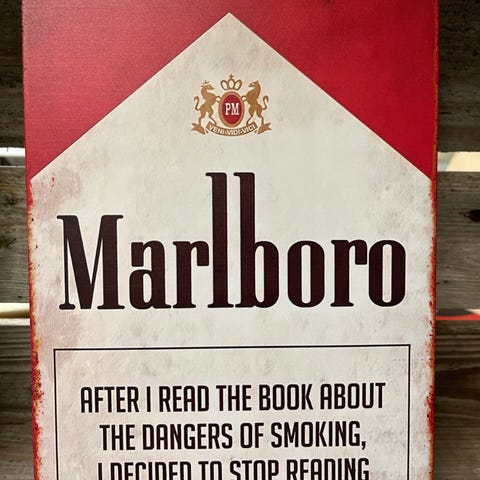 PM
VENI·VIDI·VICI
Marlboro
AFTER I READ THE BOOK ABOUT
THE DANGERS OF SMOKING,
I DECIDED TO STOP READING